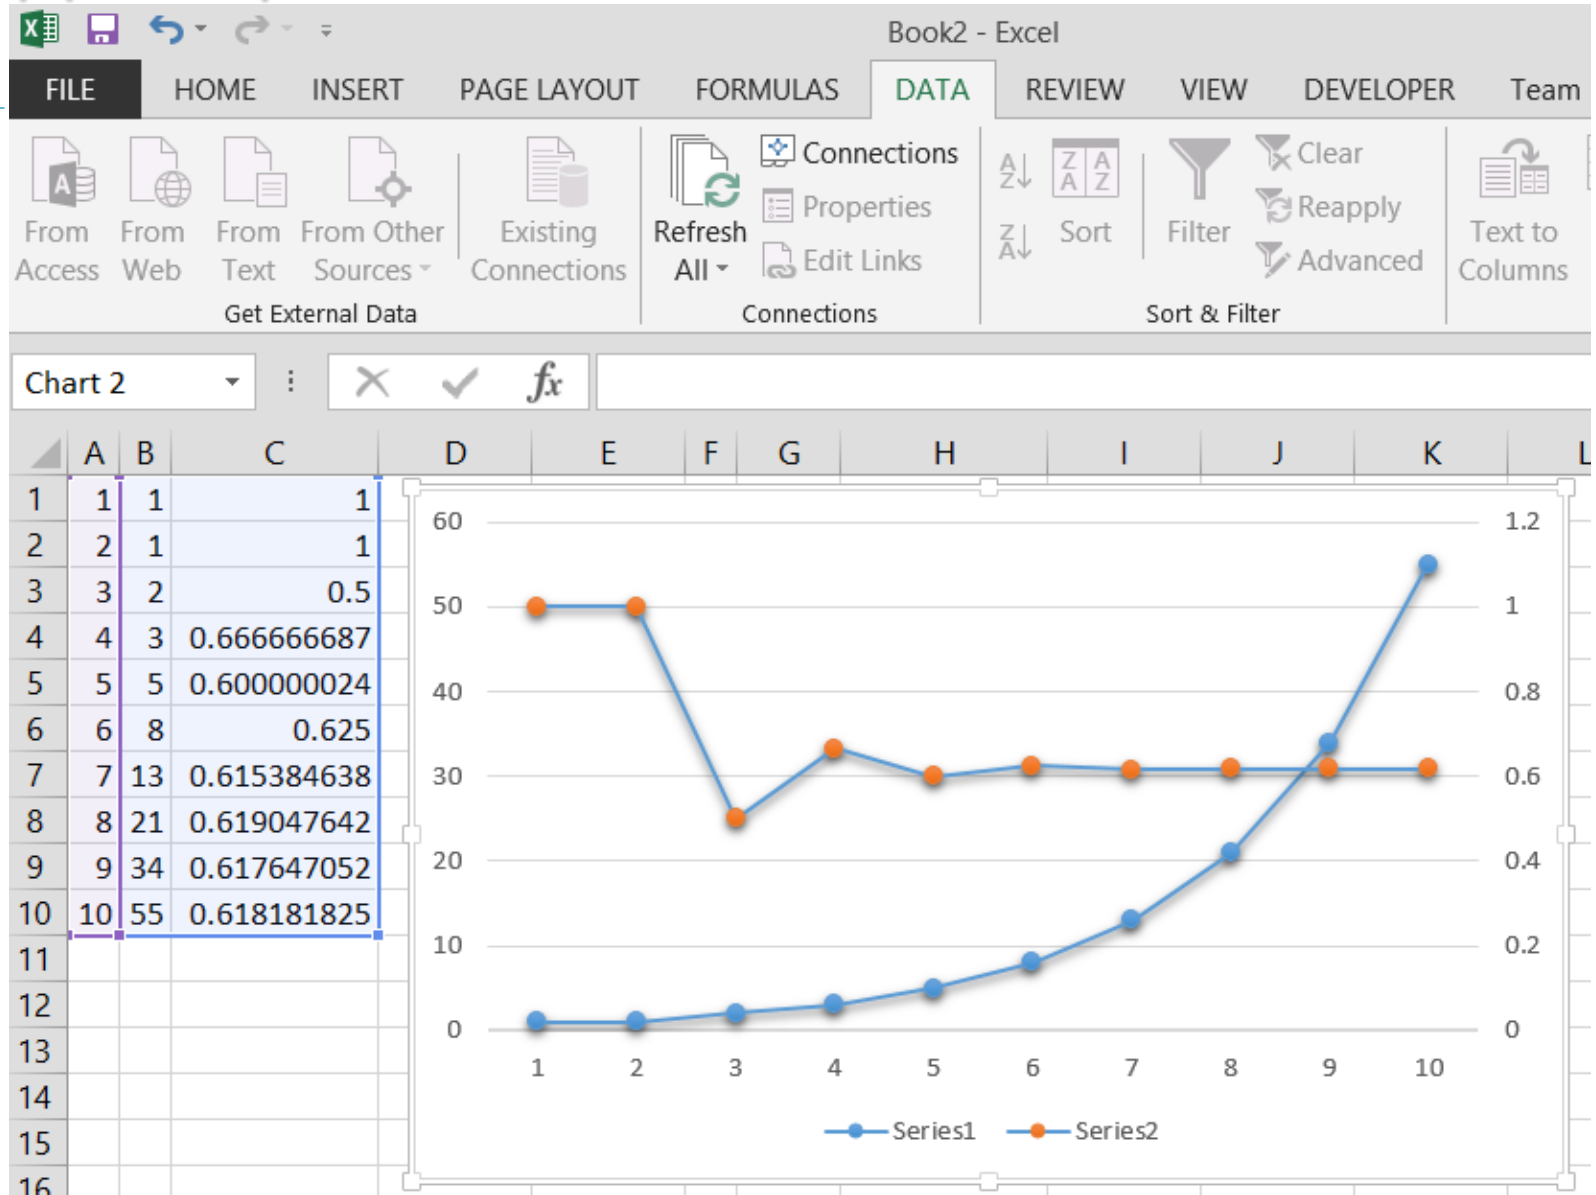 Book2 - Excel
FILE HOME INSERT PAGE LAYOUT FORMULAS DATA REVIEW VIEW DEVELOPER Team
From Access
From Web
From Text
From Other Sources
Existing Connections
Get External Data
Refresh All
Connections
Properties
Edit Links
Connections
A Z
Z A
Z A A Z
Sort
Filter
Clear
Reapply
Advanced
Sort & Filter
Text to Columns
Chart 2
fx
A B C D E F G H I J K L
1 1 1 1
2 2 1 1
3 3 2 0.5
4 4 3 0.666666687
5 5 5 0.600000024
6 6 8 0.625
7 7 13 0.615384638
8 8 21 0.619047642
9 9 34 0.617647052
10 10 55 0.618181825
11
12
13
14
15
16
60 1.2
50 1
40 0.8
30 0.6
20 0.4
10 0.2
0 0
1 2 3 4 5 6 7 8 9 10
Series1 Series2